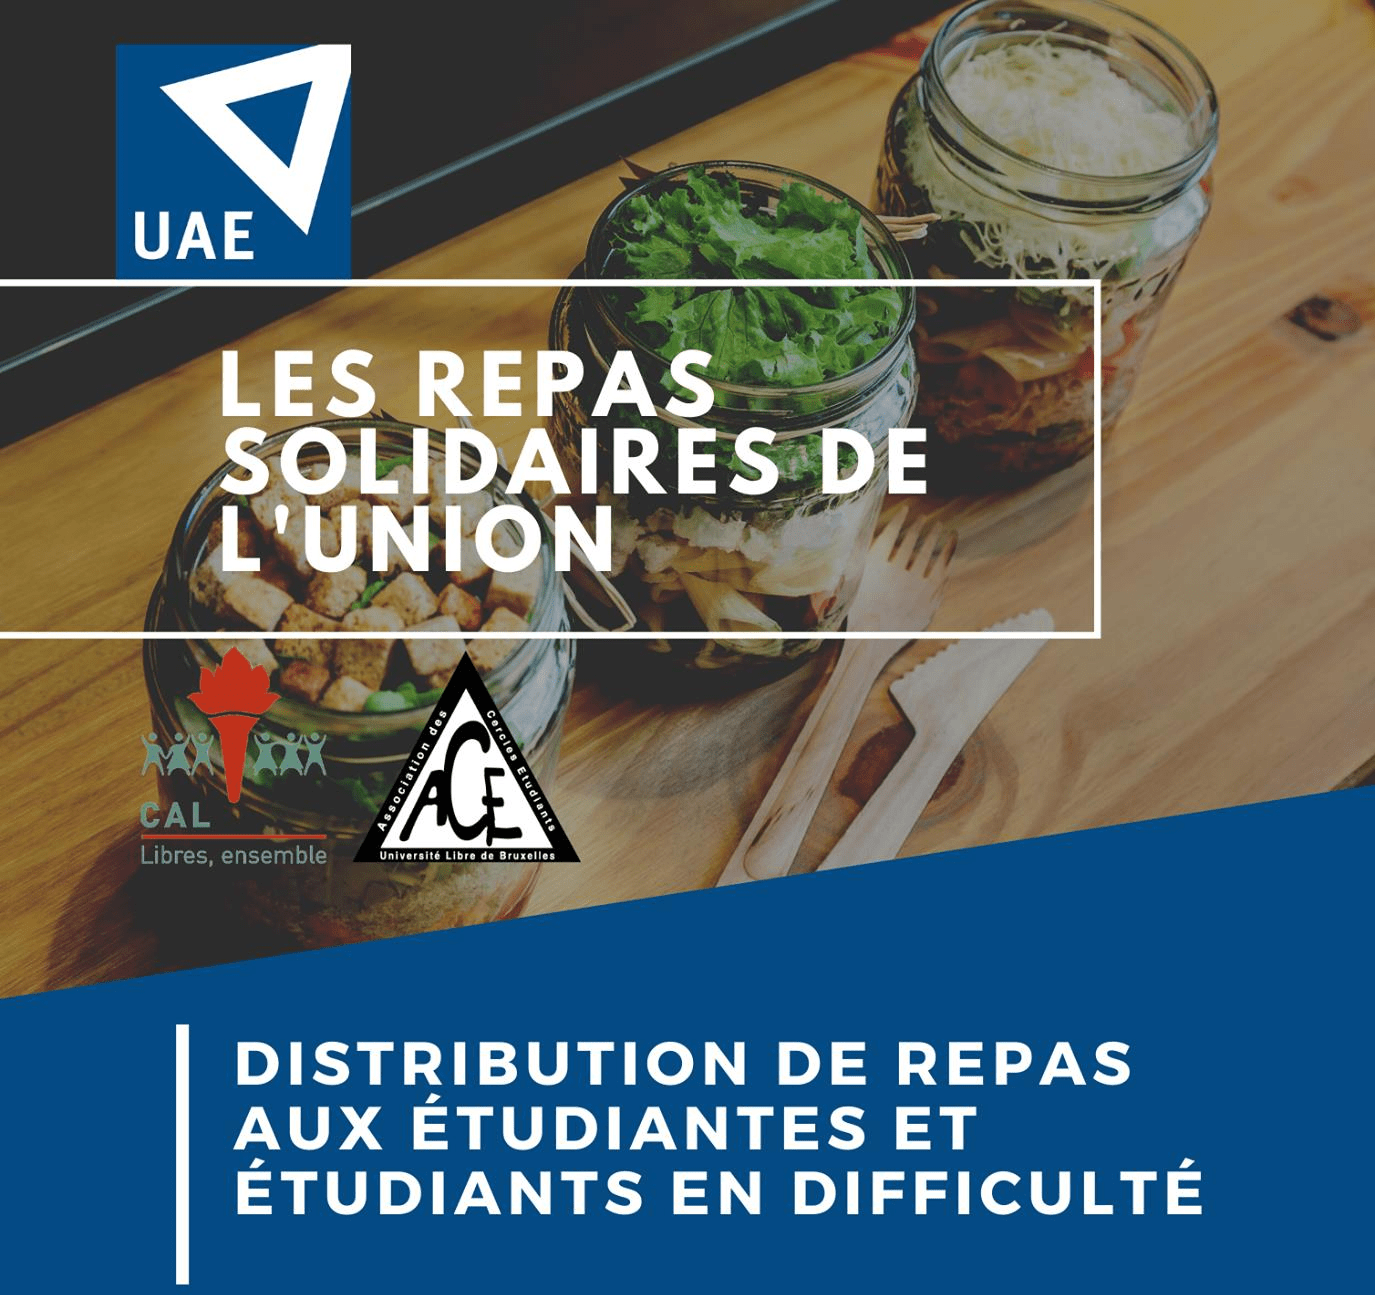 UAE
LES REPAS
SOLIDAIRES DE
L'UNION
CAL
Libres, ensemble
Association des
Cercles Etudiants
ACE
Université Libre de Bruxelles
DISTRIBUTION DE REPAS
AUX ÉTUDIANTES ET
ÉTUDIANTS EN DIFFICULTÉ